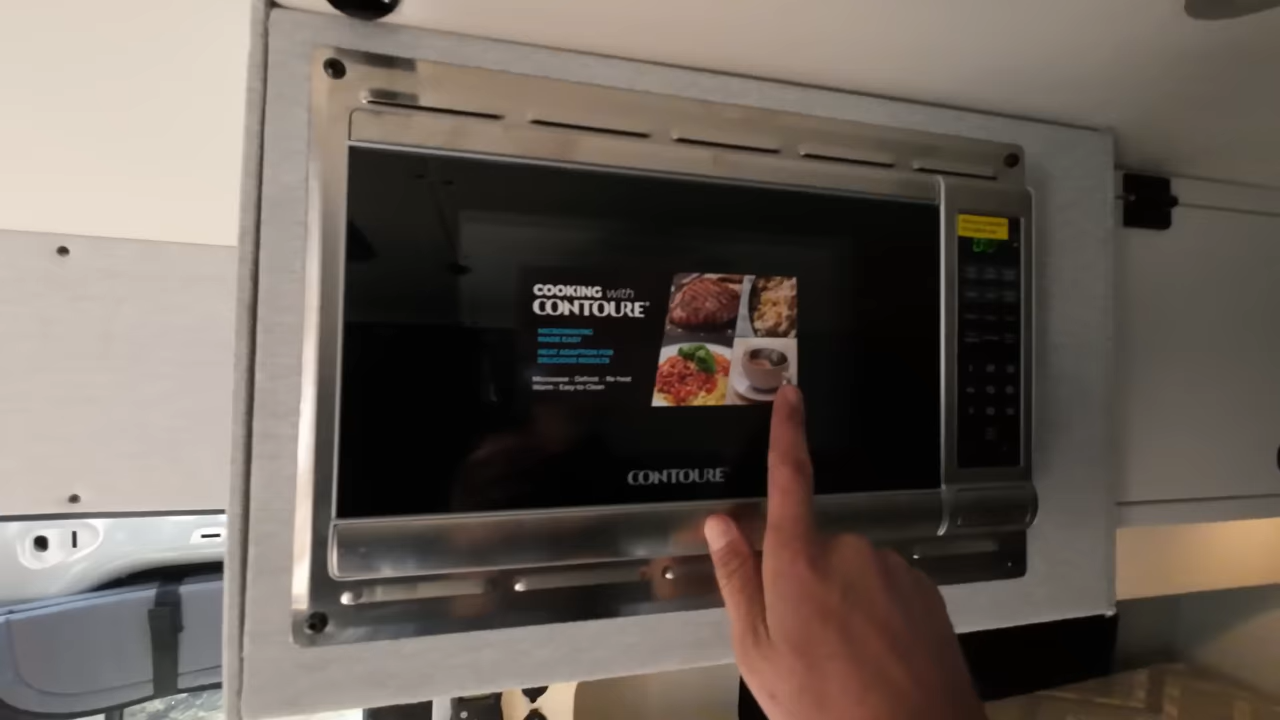 COOKING with
CONTOURE®
MICROWAVING
MADE EASY
HEAT ADAPTION FOR
DELICIOUS RESULTS
Microwave - Defrost - Re-heat
Warm - Easy-to-Clean
CONTOURE